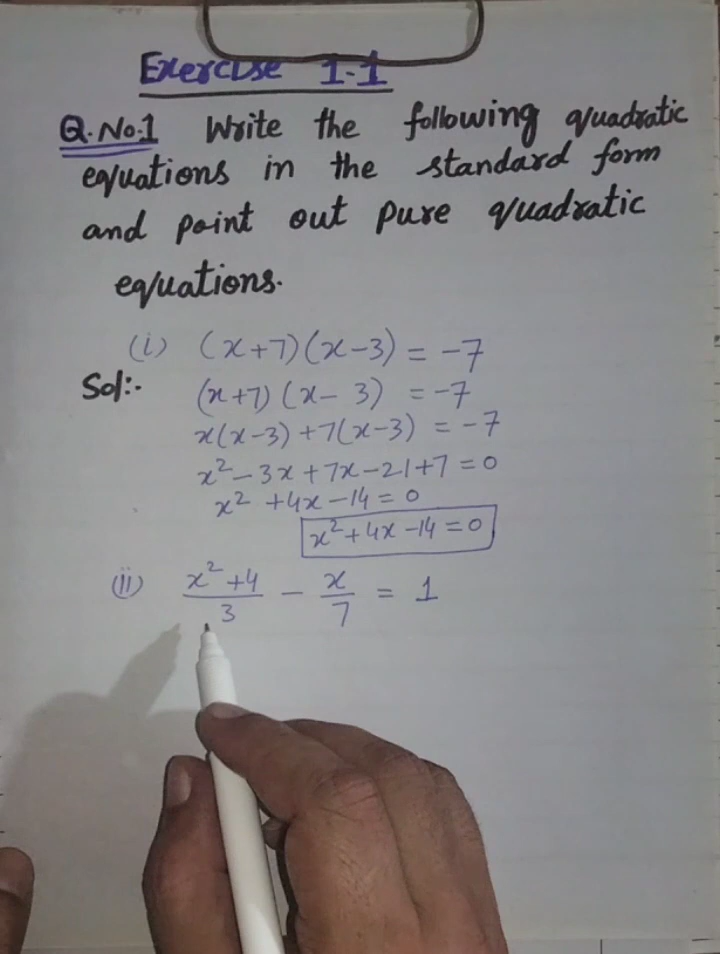 Exercise 1.1
Q.No.1 Write the following quadratic
equations in the standard form
and point out pure quadratic
equations.
(i) (x+7)(x-3) = -7
Sol:- (x+7) (x- 3) = -7
x(x-3) +7(x-3) = -7
x² - 3x + 7x - 21 + 7 = 0
x² + 4x - 14 = 0
x² + 4x - 14 = 0
(ii) (x² + 4)/3 - x/7 = 1